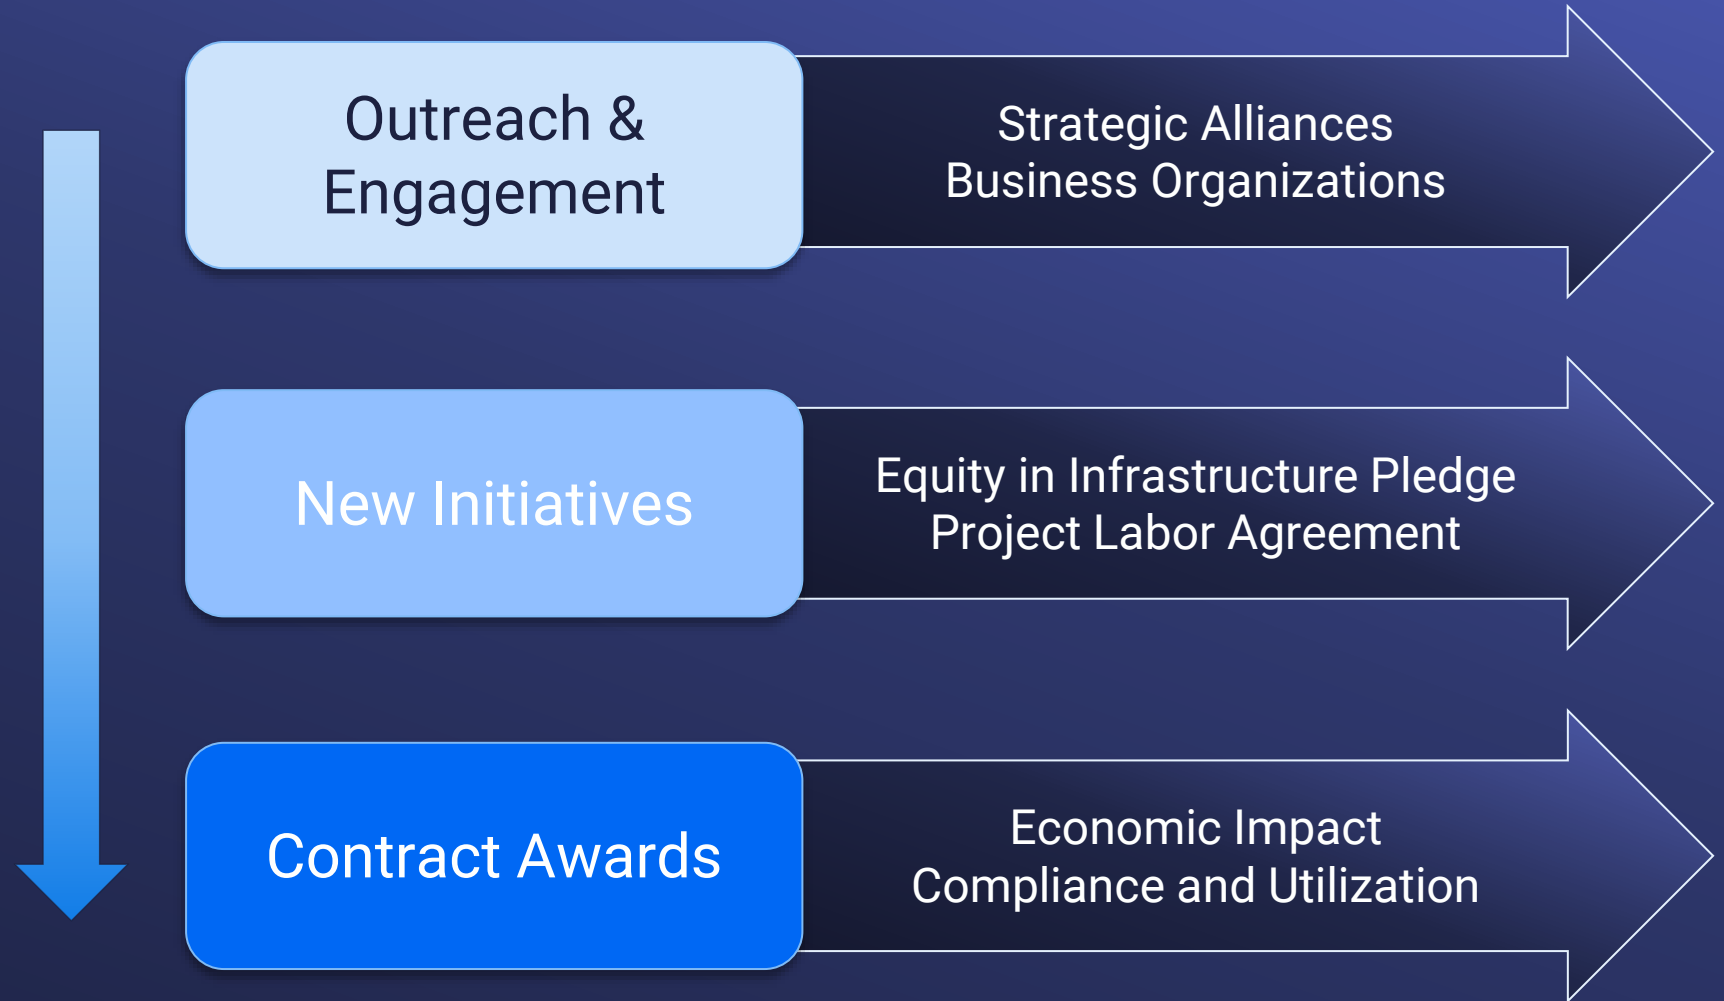 Outreach &
Engagement
Strategic Alliances
Business Organizations
New Initiatives
Equity in Infrastructure Pledge
Project Labor Agreement
Contract Awards
Economic Impact
Compliance and Utilization